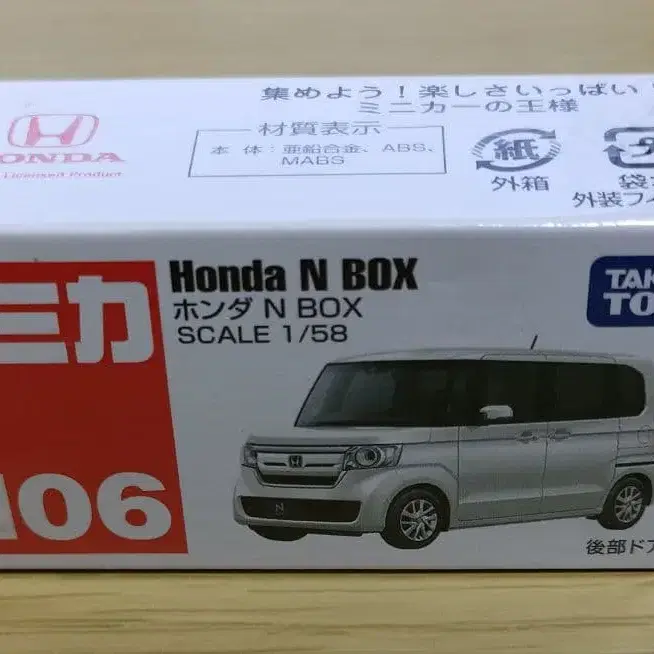 集めよう！楽しさいっぱい！
ミニカーの王様
HONDA
Licensed Product
材質表示
本 体：亜鉛合金、ABS、
MABS
紙
外箱
プラ
袋
外装フィ
ミカ
Honda N BOX
ホンダ N BOX
SCALE 1/58
TAK
TO
106
N
後部ドア